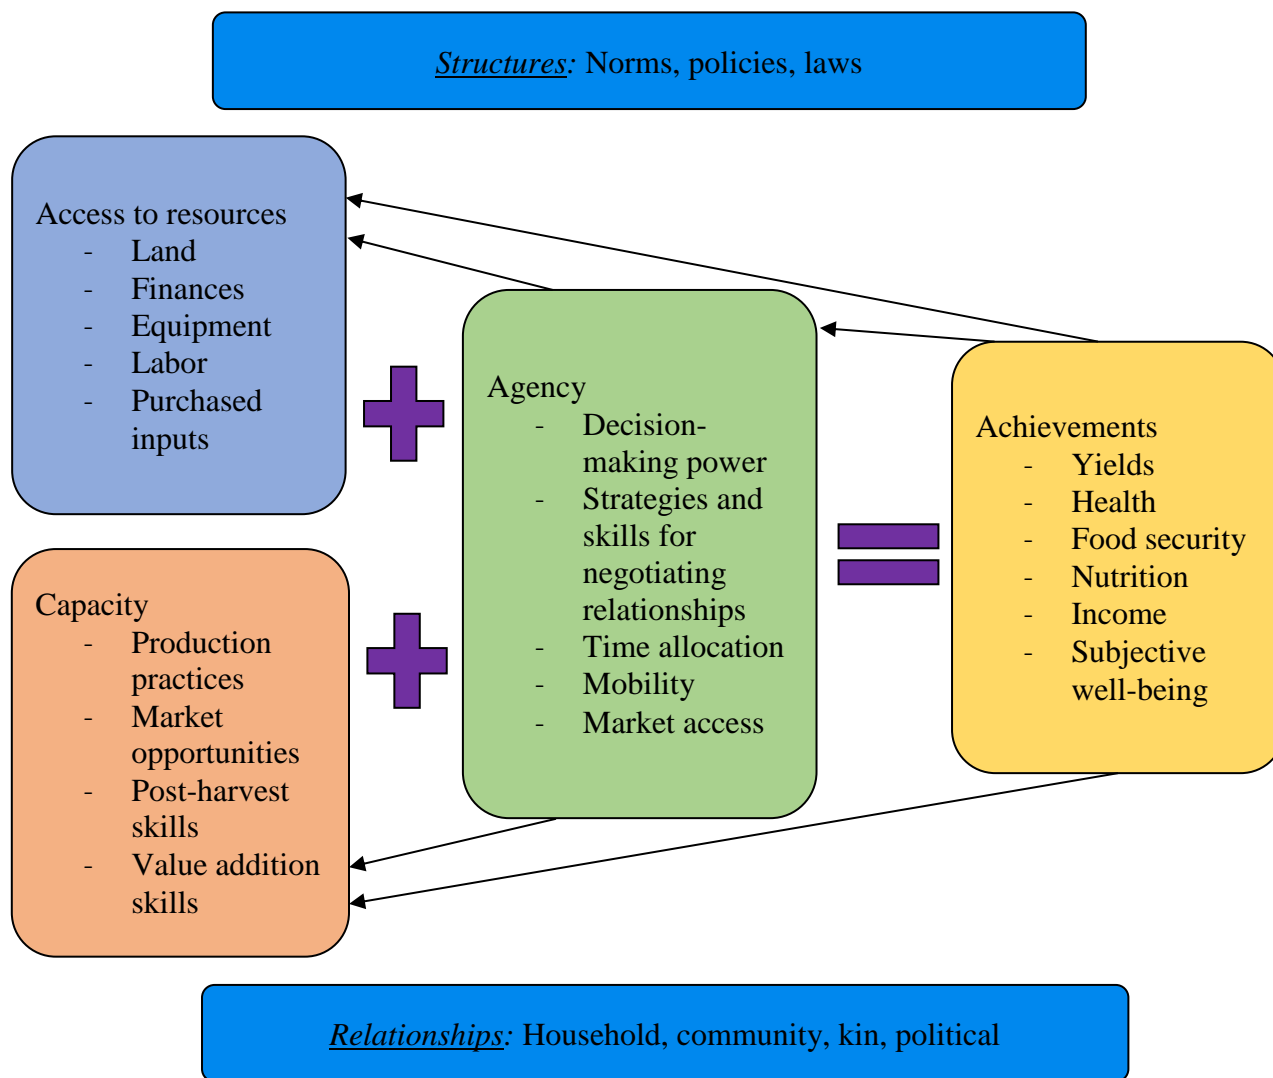 Structures: Norms, policies, laws
Access to resources
- Land
- Finances
- Equipment
- Labor
- Purchased
inputs
Capacity
- Production
practices
- Market
opportunities
- Post-harvest
skills
- Value addition
skills
Agency
- Decision-
making power
- Strategies and
skills for
negotiating
relationships
- Time allocation
- Mobility
- Market access
Achievements
- Yields
- Health
- Food security
- Nutrition
- Income
- Subjective
well-being
Relationships: Household, community, kin, political